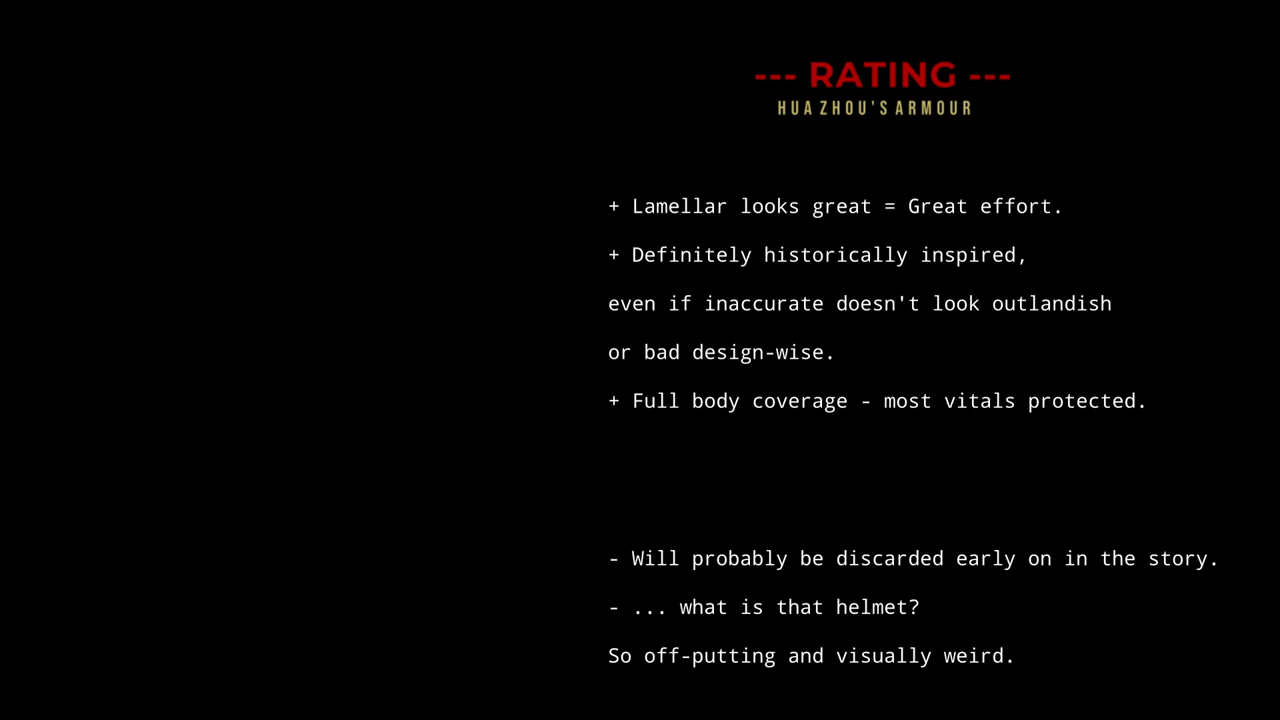 --- RATING ---
HUA ZHOU'S ARMOUR
+ Lamellar looks great = Great effort.
+ Definitely historically inspired,
even if inaccurate doesn't look outlandish
or bad design-wise.
+ Full body coverage - most vitals protected.
- Will probably be discarded early on in the story.
- ... what is that helmet?
So off-putting and visually weird.